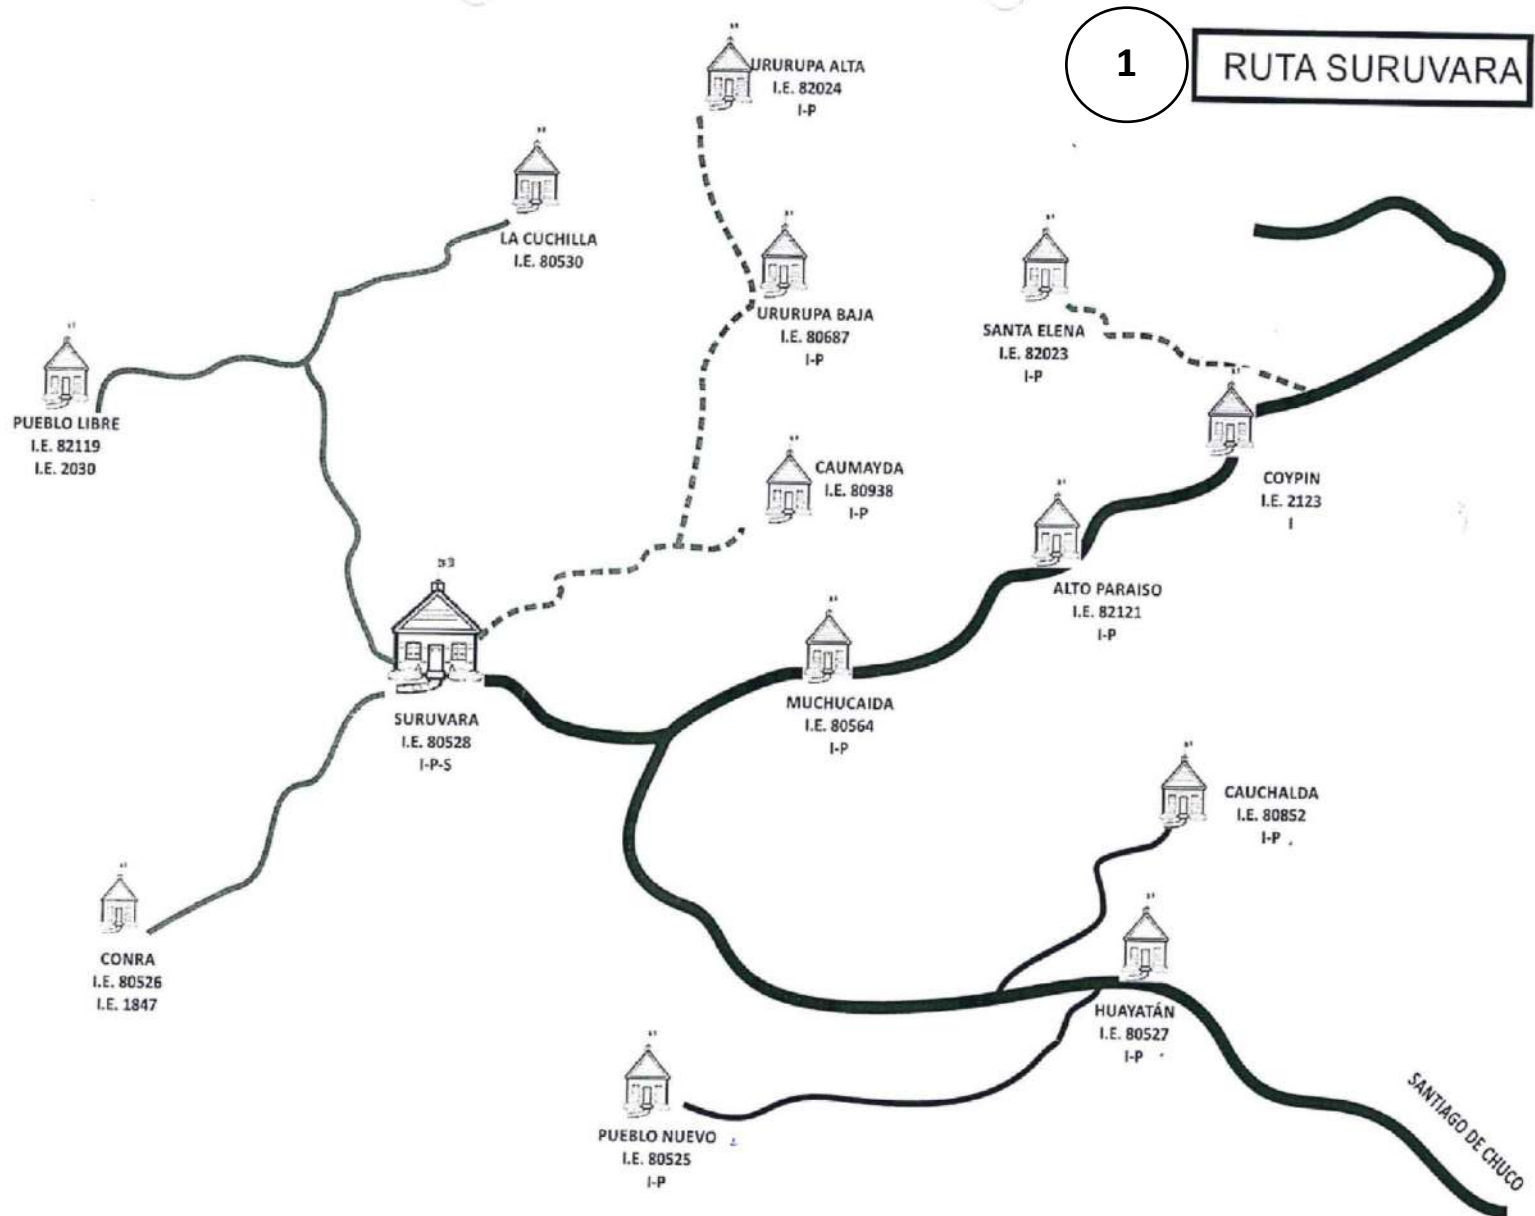 1
RUTA SURUVARA
URURUPA ALTA
I.E. 82024
I-P
LA CUCHILLA
I.E. 80530
URURUPA BAJA
I.E. 80687
I-P
SANTA ELENA
I.E. 82023
I-P
PUEBLO LIBRE
I.E. 82119
I.E. 2030
CAUMAYDA
I.E. 80938
I-P
COYPIN
I.E. 2123
I
ALTO PARAISO
I.E. 82121
I-P
SURUVARA
I.E. 80528
I-P-S
MUCHUCAIDA
I.E. 80564
I-P
CAUCHALDA
I.E. 80852
I-P
CONRA
I.E. 80526
I.E. 1847
HUAYATÁN
I.E. 80527
I-P
PUEBLO NUEVO
I.E. 80525
I-P
SANTIAGO DE CHUCO